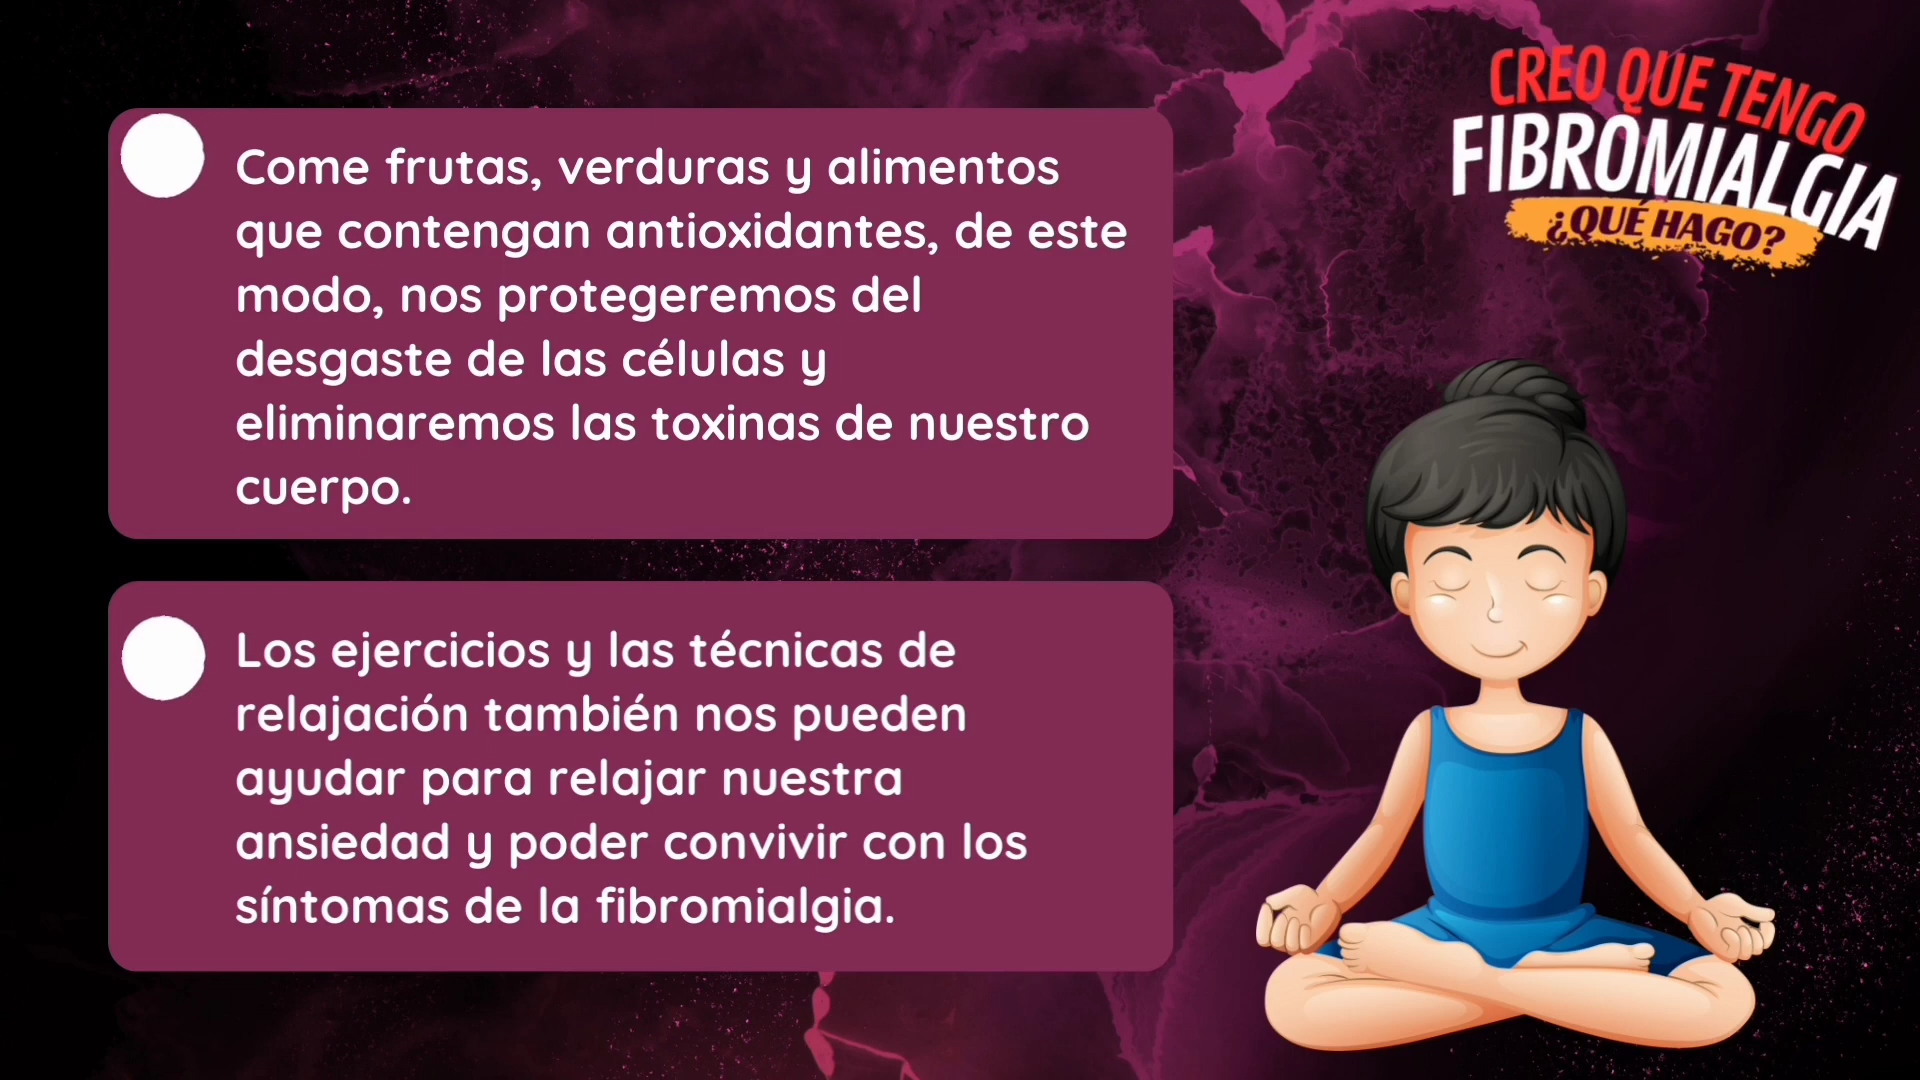 CREO QUE TENGO
FIBROMIALGIA
¿QUÉ HAGO?
Come frutas, verduras y alimentos
que contengan antioxidantes, de este
modo, nos protegeremos del
desgaste de las células y
eliminaremos las toxinas de nuestro
cuerpo.
Los ejercicios y las técnicas de
relajación también nos pueden
ayudar para relajar nuestra
ansiedad y poder convivir con los
síntomas de la fibromialgia.